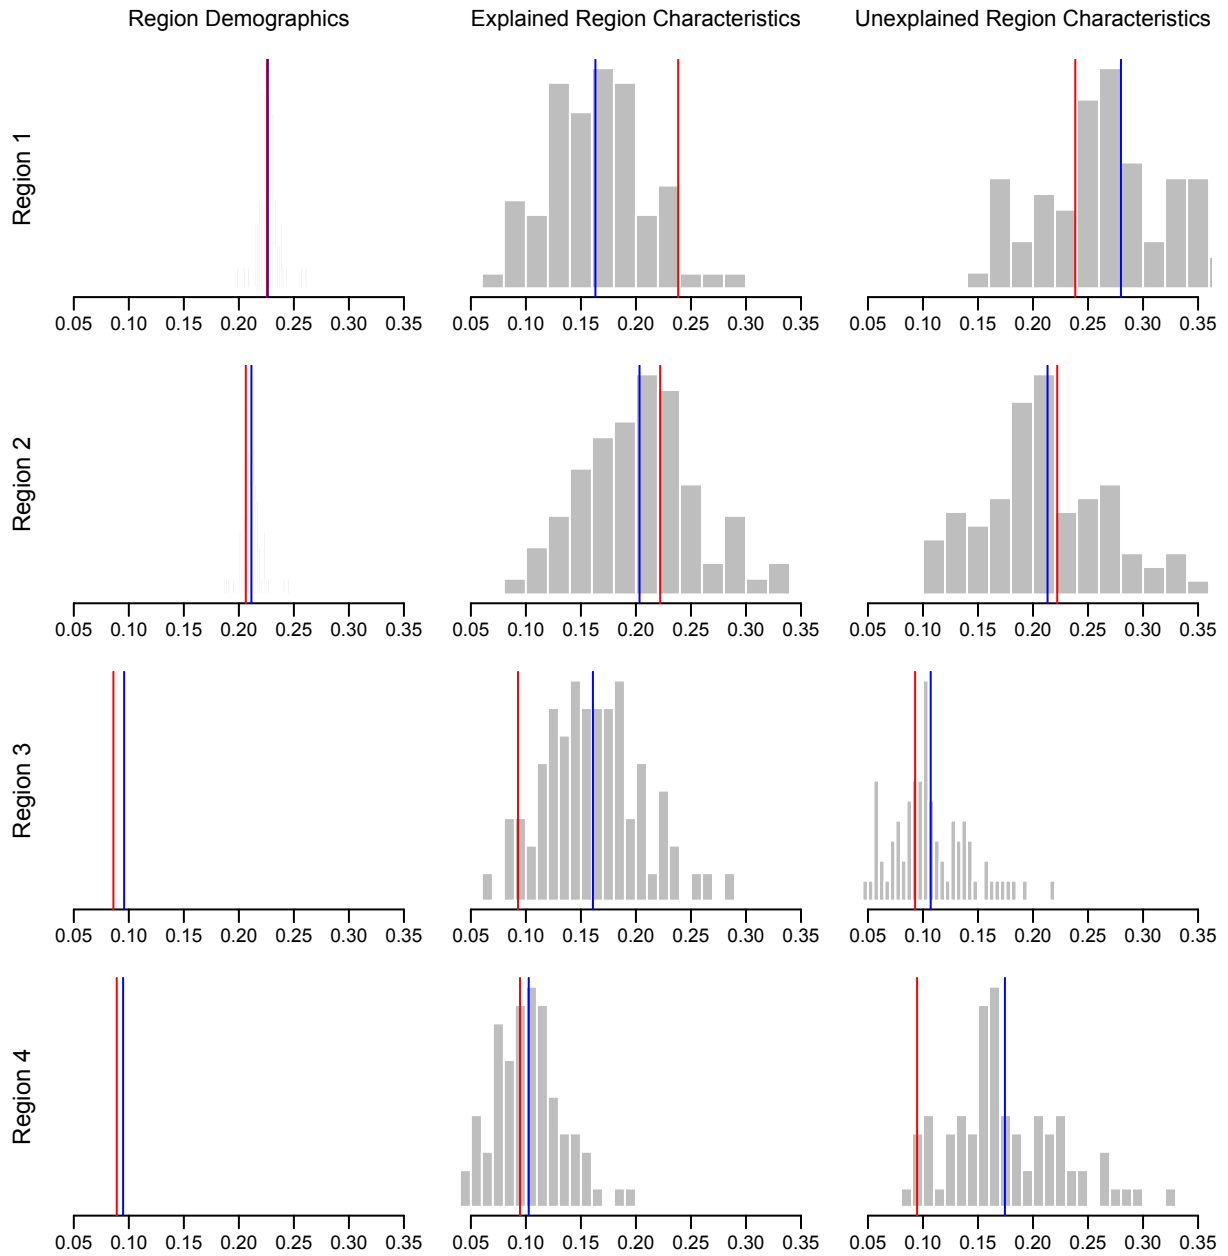 Region Demographics Explained Region Characteristics Unexplained Region Characteristics
Region 1
0.05 0.10 0.15 0.20 0.25 0.30 0.35 0.05 0.10 0.15 0.20 0.25 0.30 0.35 0.05 0.10 0.15 0.20 0.25 0.30 0.35
Region 2
0.05 0.10 0.15 0.20 0.25 0.30 0.35 0.05 0.10 0.15 0.20 0.25 0.30 0.35 0.05 0.10 0.15 0.20 0.25 0.30 0.35
Region 3
0.05 0.10 0.15 0.20 0.25 0.30 0.35 0.05 0.10 0.15 0.20 0.25 0.30 0.35 0.05 0.10 0.15 0.20 0.25 0.30 0.35
Region 4
0.05 0.10 0.15 0.20 0.25 0.30 0.35 0.05 0.10 0.15 0.20 0.25 0.30 0.35 0.05 0.10 0.15 0.20 0.25 0.30 0.35